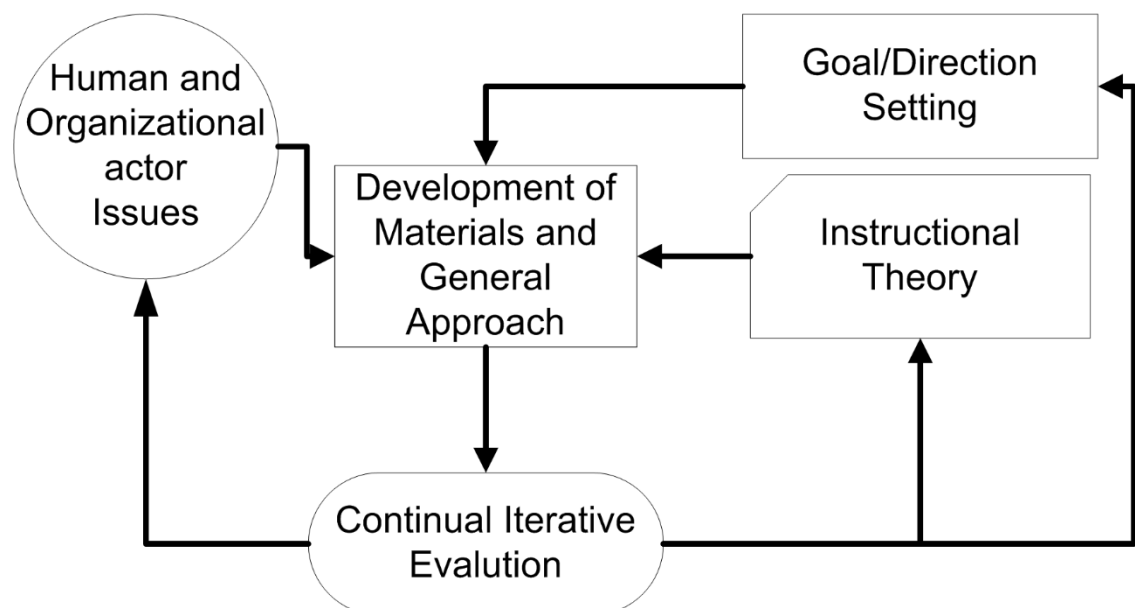 Human and
Organizational
actor
Issues
Goal/Direction
Setting
Development of
Materials and
General
Approach
Instructional
Theory
Continual Iterative
Evalution